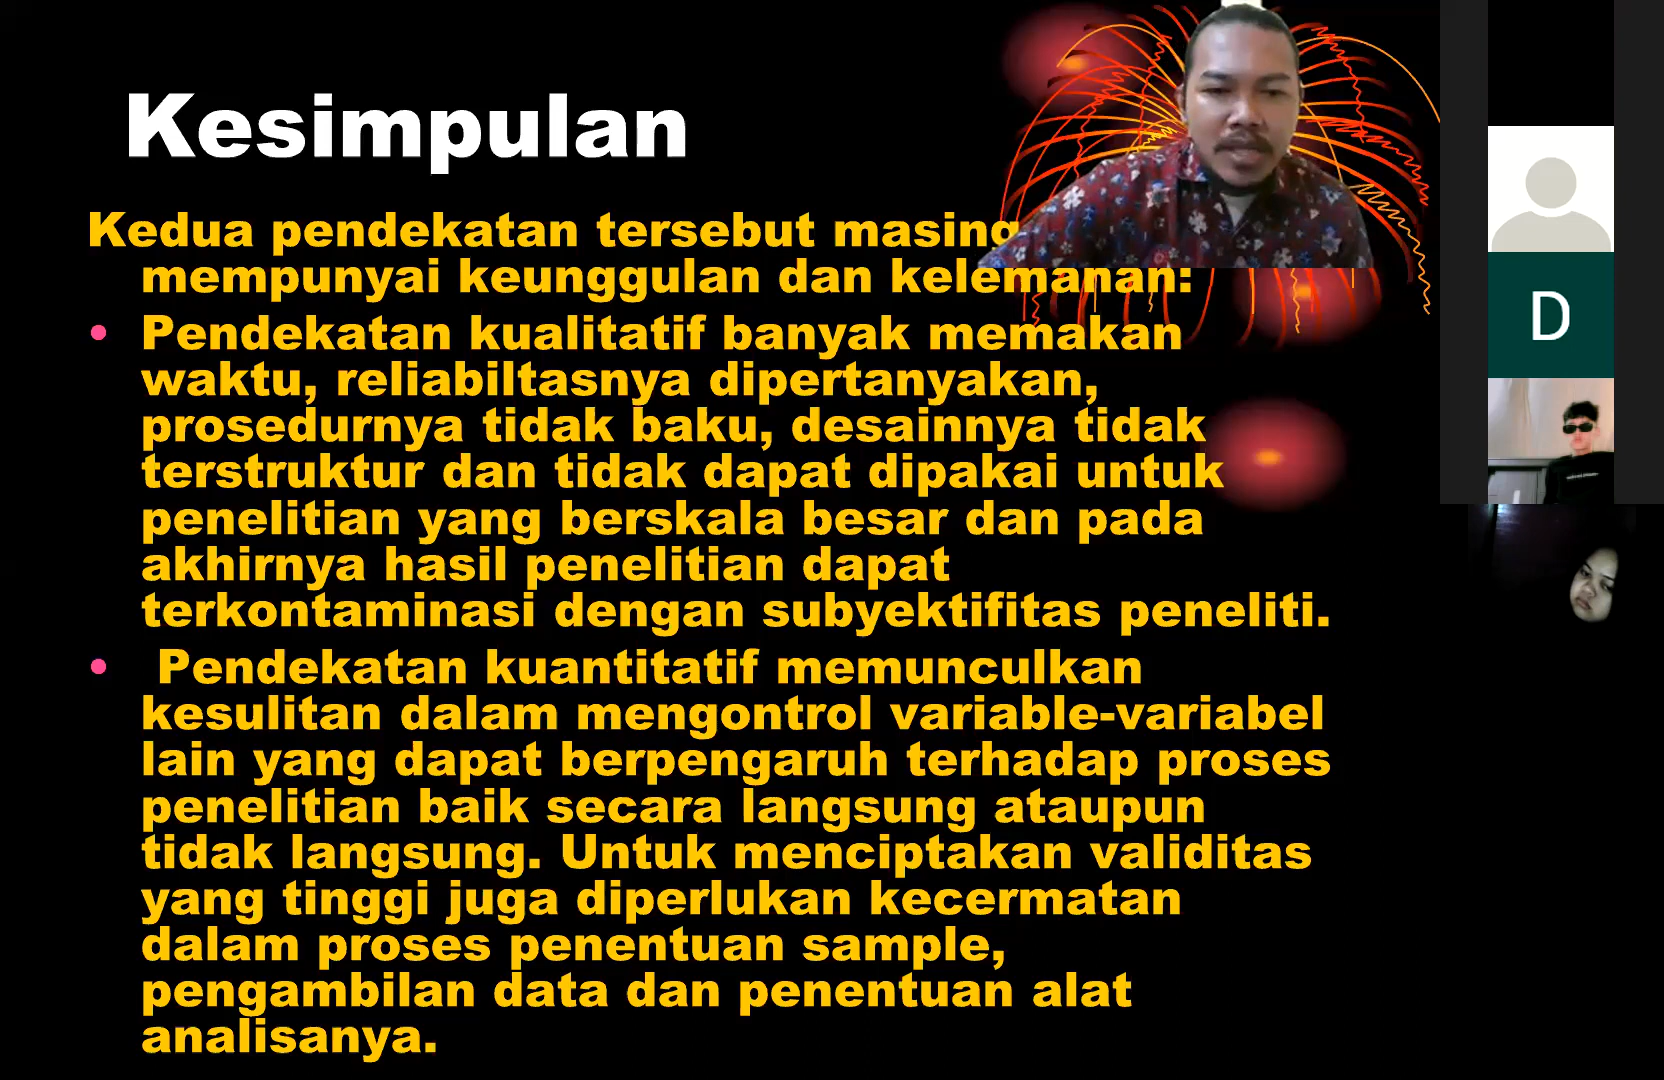 Kesimpulan
Kedua pendekatan tersebut masing
mempunyai keunggulan dan kelemahan:
• Pendekatan kualitatif banyak memakan
waktu, reliabiltasnya dipertanyakan,
prosedurnya tidak baku, desainnya tidak
terstruktur dan tidak dapat dipakai untuk
penelitian yang berskala besar dan pada
akhirnya hasil penelitian dapat
terkontaminasi dengan subyektifitas peneliti.
• Pendekatan kuantitatif memunculkan
kesulitan dalam mengontrol variable-variabel
lain yang dapat berpengaruh terhadap proses
penelitian baik secara langsung ataupun
tidak langsung. Untuk menciptakan validitas
yang tinggi juga diperlukan kecermatan
dalam proses penentuan sample,
pengambilan data dan penentuan alat
analisanya.
D